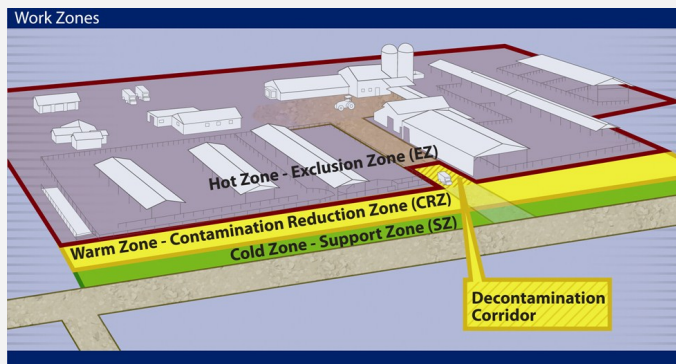 Work Zones
Hot Zone - Exclusion Zone (EZ)
Warm Zone - Contamination Reduction Zone (CRZ)
Cold Zone - Support Zone (SZ)
Decontamination
Corridor